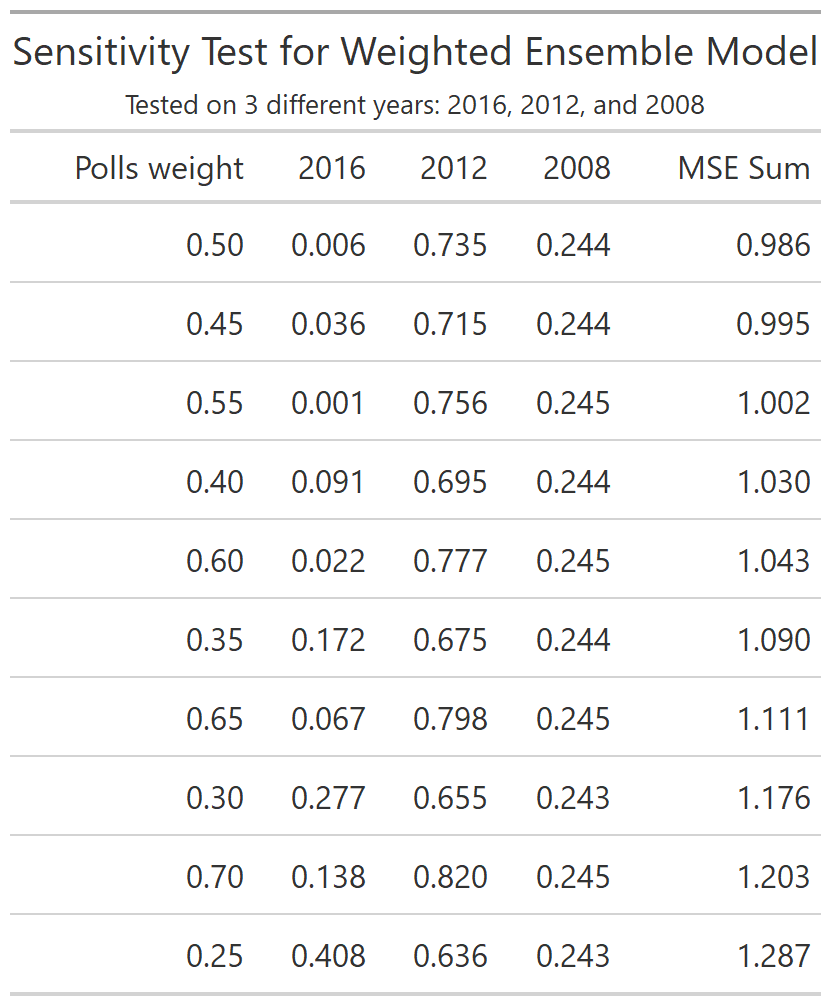 Sensitivity Test for Weighted Ensemble Model
Tested on 3 different years: 2016, 2012, and 2008
Polls weight 2016 2012 2008 MSE Sum
0.50 0.006 0.735 0.244 0.986
0.45 0.036 0.715 0.244 0.995
0.55 0.001 0.756 0.245 1.002
0.40 0.091 0.695 0.244 1.030
0.60 0.022 0.777 0.245 1.043
0.35 0.172 0.675 0.244 1.090
0.65 0.067 0.798 0.245 1.111
0.30 0.277 0.655 0.243 1.176
0.70 0.138 0.820 0.245 1.203
0.25 0.408 0.636 0.243 1.287